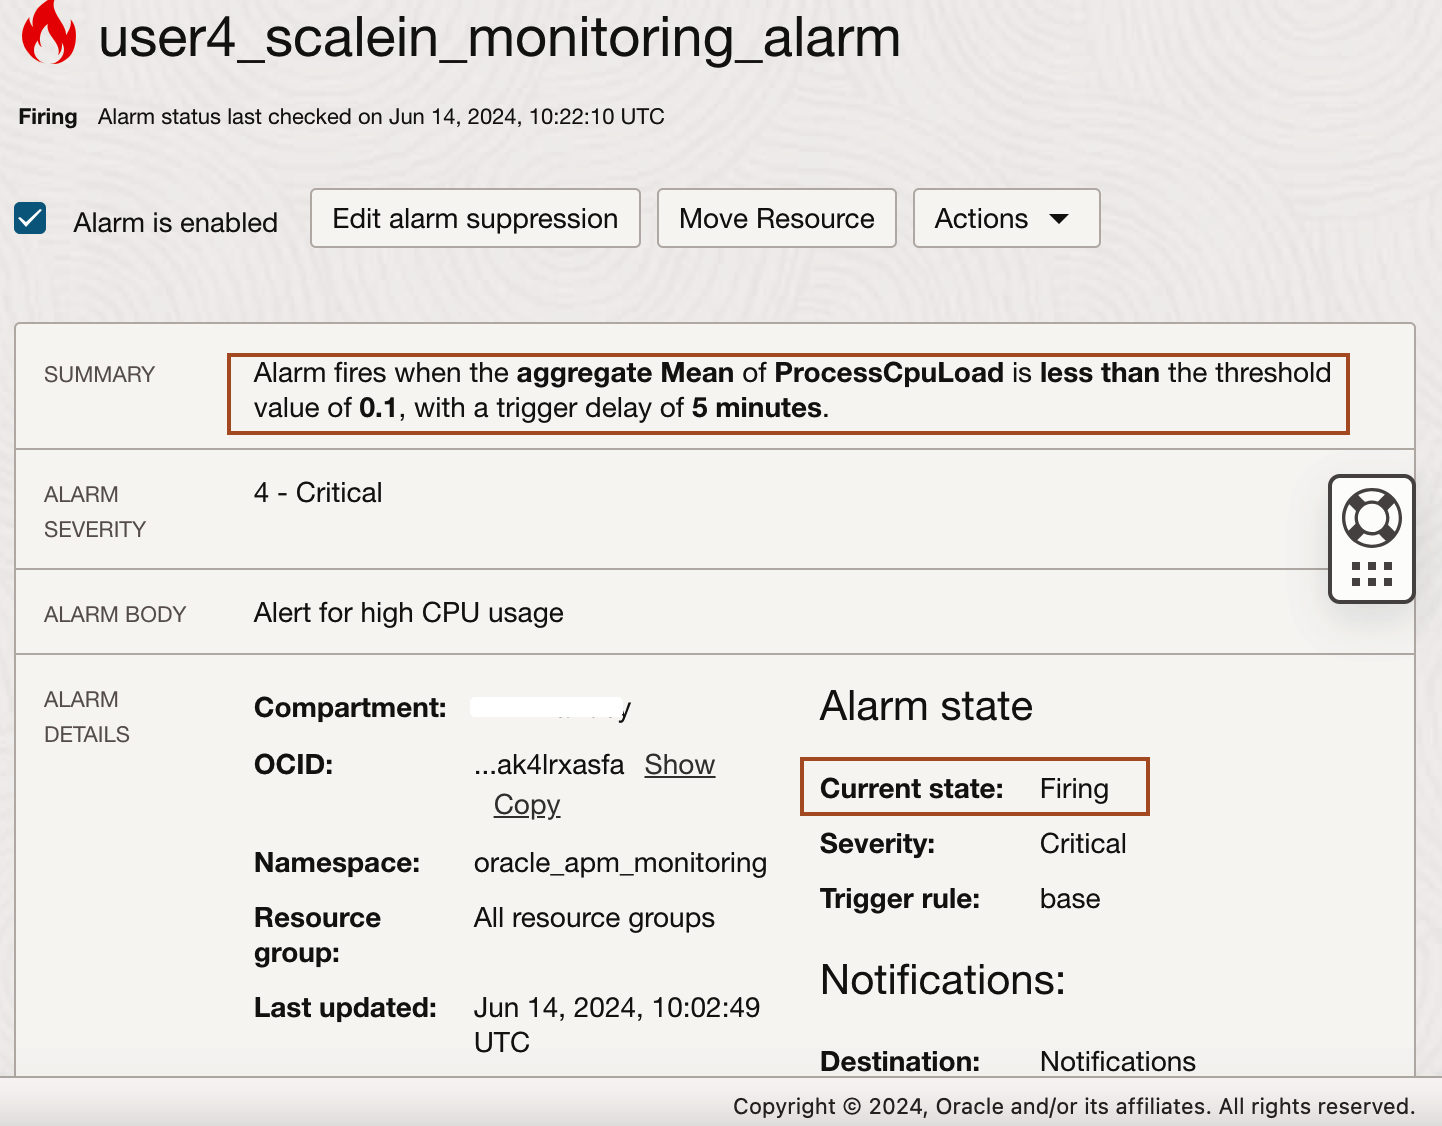 user4_scalein_monitoring_alarm
Firing Alarm status last checked on Jun 14, 2024, 10:22:10 UTC
Alarm is enabled
Edit alarm suppression
Move Resource
Actions
SUMMARY
Alarm fires when the aggregate Mean of ProcessCpuLoad is less than the threshold
value of 0.1, with a trigger delay of 5 minutes.
ALARM
SEVERITY
4 - Critical
ALARM BODY
Alert for high CPU usage
ALARM
DETAILS
Compartment:
OCID: ...ak4lrxasfa Show
Copy
Namespace: oracle_apm_monitoring
Resource
group:
All resource groups
Last updated: Jun 14, 2024, 10:02:49
UTC
Alarm state
Current state: Firing
Severity: Critical
Trigger rule: base
Notifications:
Destination: Notifications
Copyright © 2024, Oracle and/or its affiliates. All rights reserved.